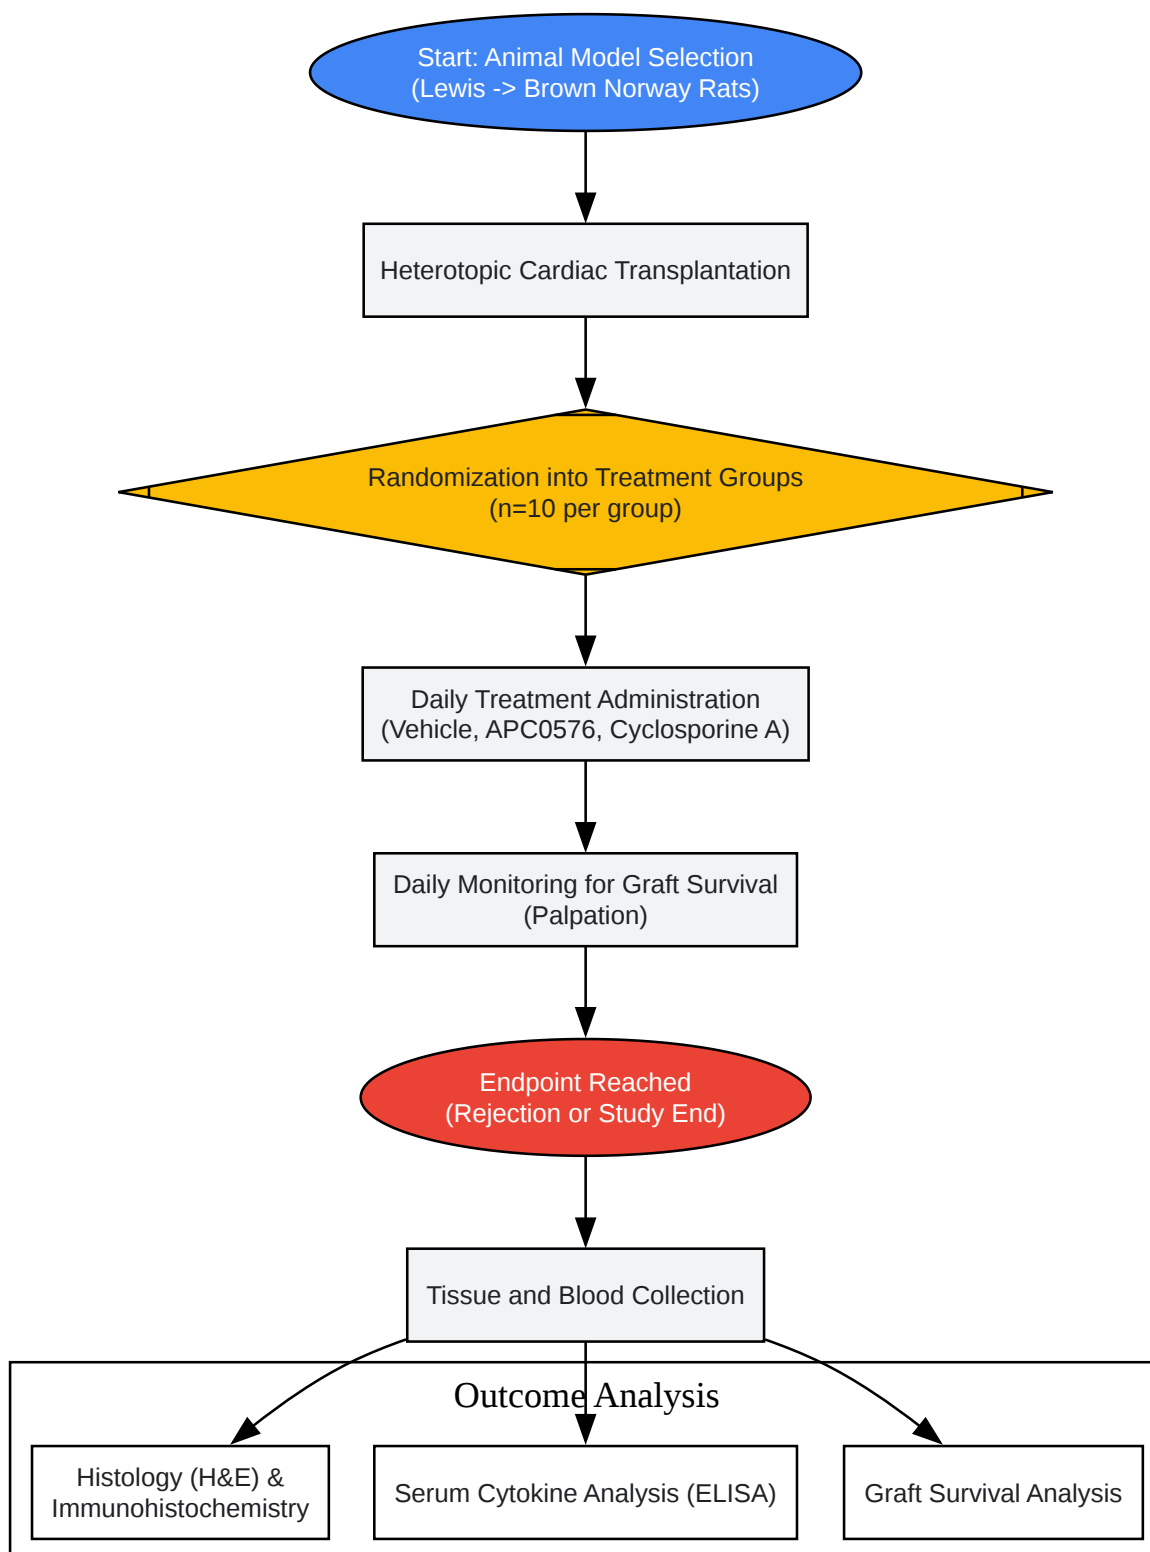 Start: Animal Model Selection
(Lewis -> Brown Norway Rats)
Heterotopic Cardiac Transplantation
Randomization into Treatment Groups
(n=10 per group)
Daily Treatment Administration
(Vehicle, APC0576, Cyclosporine A)
Daily Monitoring for Graft Survival
(Palpation)
Endpoint Reached
(Rejection or Study End)
Tissue and Blood Collection
Outcome Analysis
Histology (H&E) &
Immunohistochemistry
Serum Cytokine Analysis (ELISA)
Graft Survival Analysis